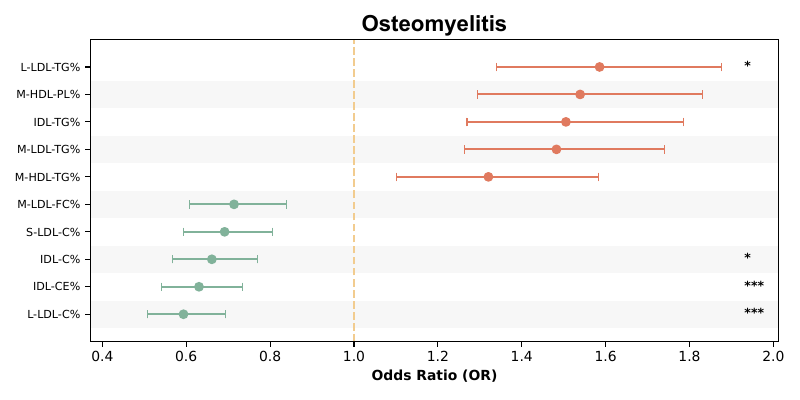 Osteomyelitis
L-LDL-TG% *
M-HDL-PL%
IDL-TG%
M-LDL-TG%
M-HDL-TG%
M-LDL-FC%
S-LDL-C%
IDL-C% *
IDL-CE% ***
L-LDL-C% ***
0.4 0.6 0.8 1.0 1.2 1.4 1.6 1.8 2.0
Odds Ratio (OR)